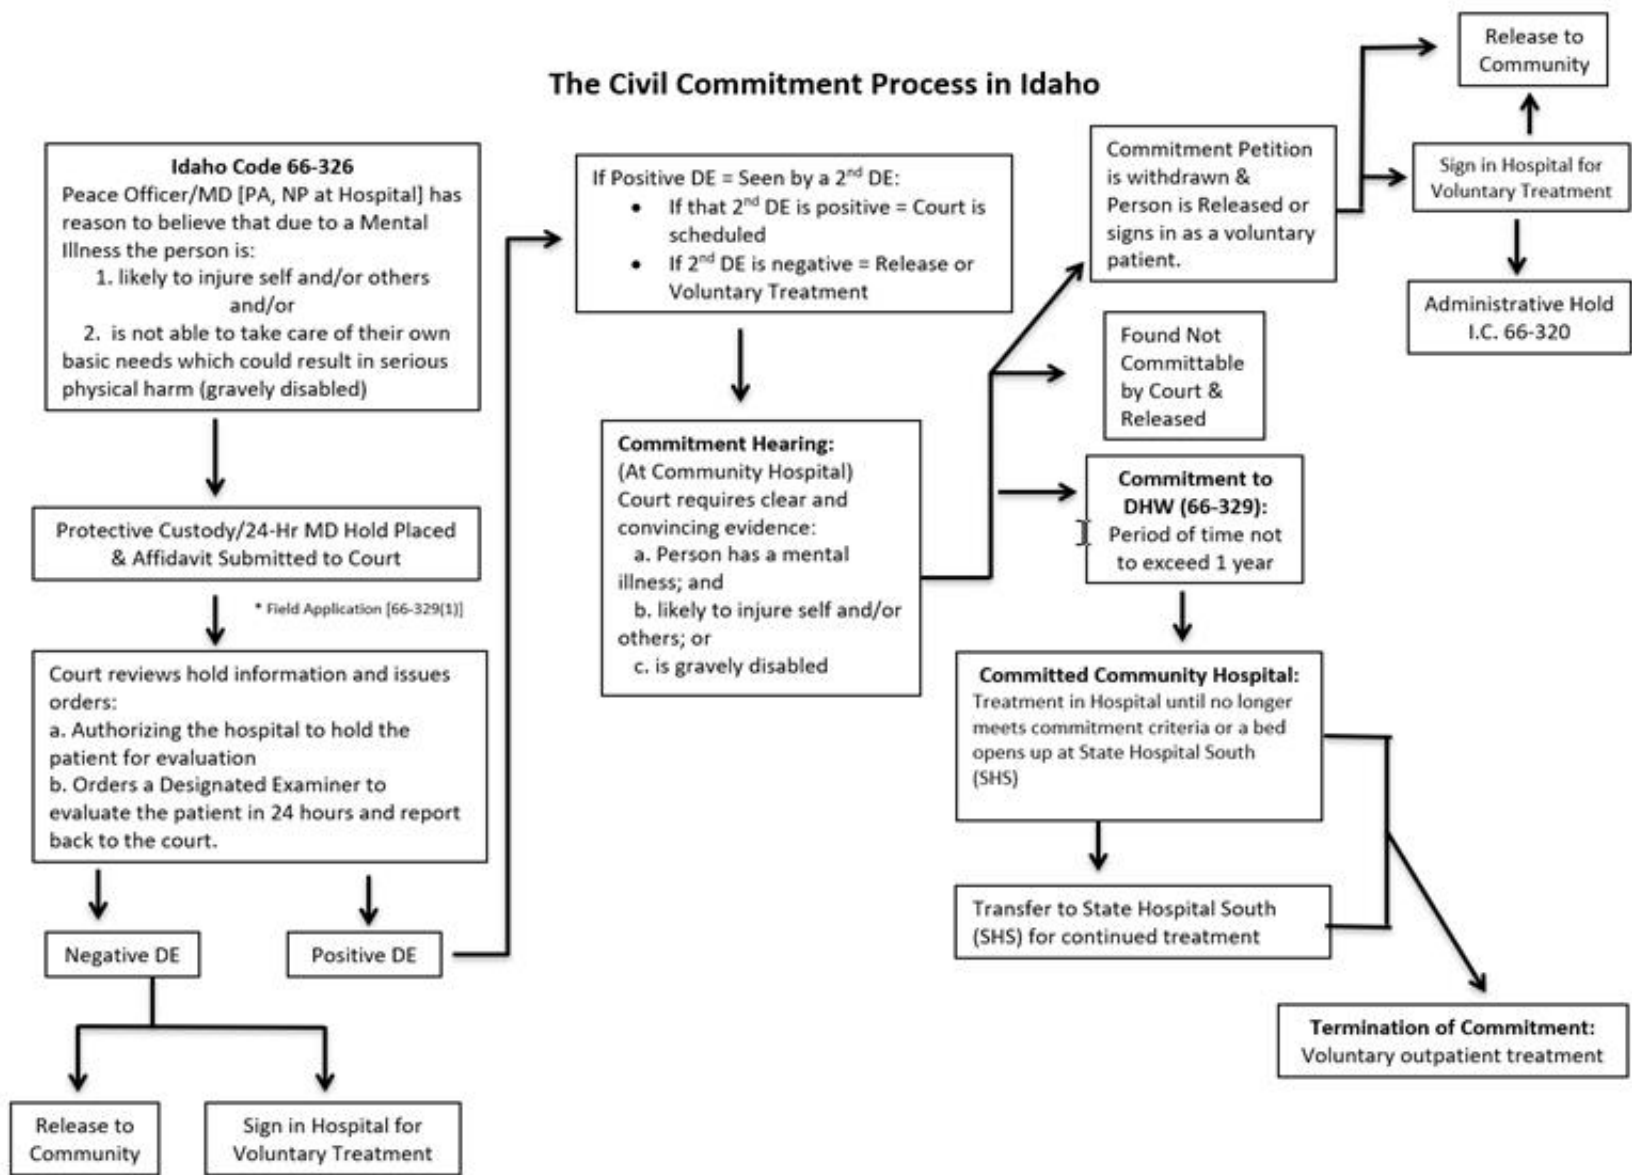 The Civil Commitment Process in Idaho
Idaho Code 66-326
Peace Officer/MD [PA, NP at Hospital] has
reason to believe that due to a Mental
Illness the person is:
1. likely to injure self and/or others
and/or
2. is not able to take care of their own
basic needs which could result in serious
physical harm (gravely disabled)
Protective Custody/24-Hr MD Hold Placed
& Affidavit Submitted to Court
* Field Application [66-329(1)]
Court reviews hold information and issues
orders:
a. Authorizing the hospital to hold the
patient for evaluation
b. Orders a Designated Examiner to
evaluate the patient in 24 hours and report
back to the court.
Negative DE
Positive DE
Release to
Community
Sign in Hospital for
Voluntary Treatment
If Positive DE = Seen by a 2nd DE:
• If that 2nd DE is positive = Court is
scheduled
• If 2nd DE is negative = Release or
Voluntary Treatment
Commitment Hearing:
(At Community Hospital)
Court requires clear and
convincing evidence:
a. Person has a mental
illness; and
b. likely to injure self and/or
others; or
c. is gravely disabled
Commitment Petition
is withdrawn &
Person is Released or
signs in as a voluntary
patient.
Release to
Community
Sign in Hospital for
Voluntary Treatment
Administrative Hold
I.C. 66-320
Found Not
Committable
by Court &
Released
Commitment to
DHW (66-329):
Period of time not
to exceed 1 year
Committed Community Hospital:
Treatment in Hospital until no longer
meets commitment criteria or a bed
opens up at State Hospital South
(SHS)
Transfer to State Hospital South
(SHS) for continued treatment
Termination of Commitment:
Voluntary outpatient treatment